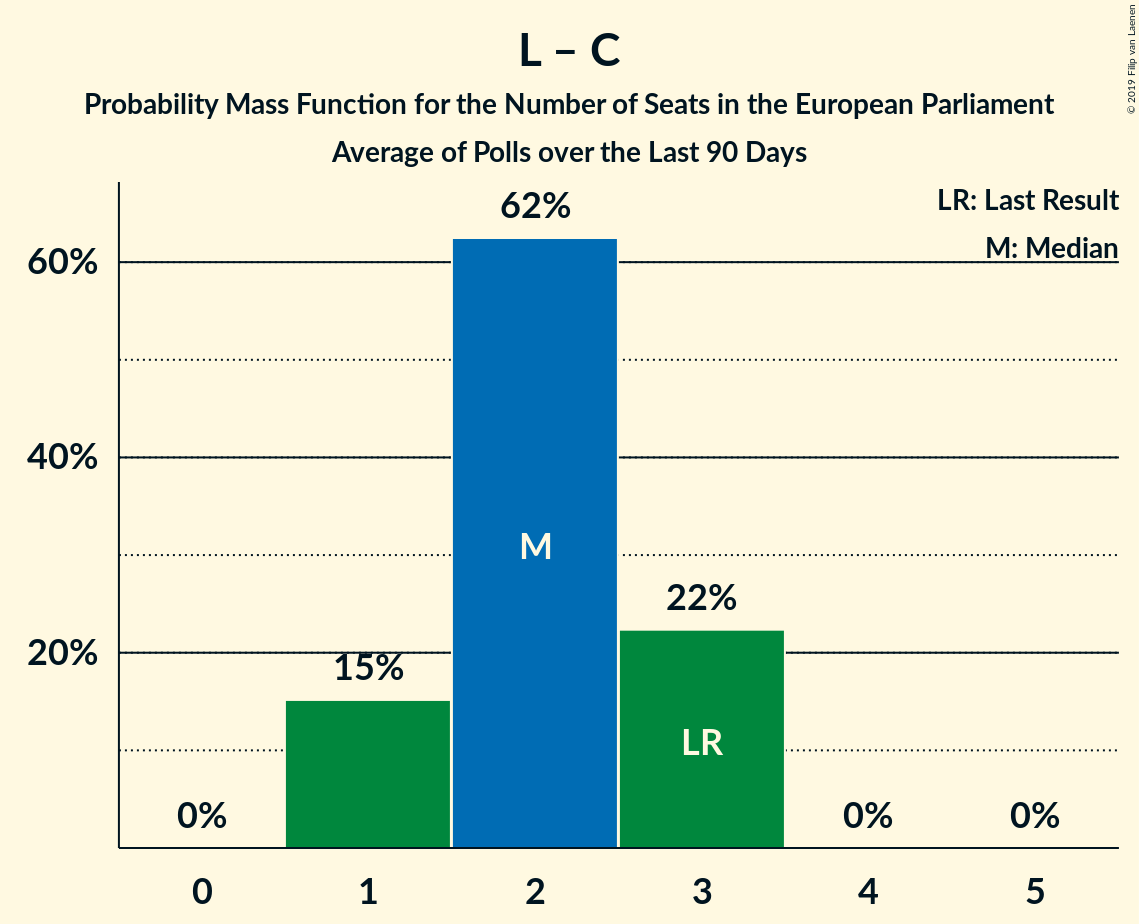 L – C
Probability Mass Function for the Number of Seats in the European Parliament
Average of Polls over the Last 90 Days
© 2019 Filip van Laenen
LR: Last Result
M: Median
62%
60%
40%
M
22%
20%
15%
LR
0%
0%
0%
0 1 2 3 4 5